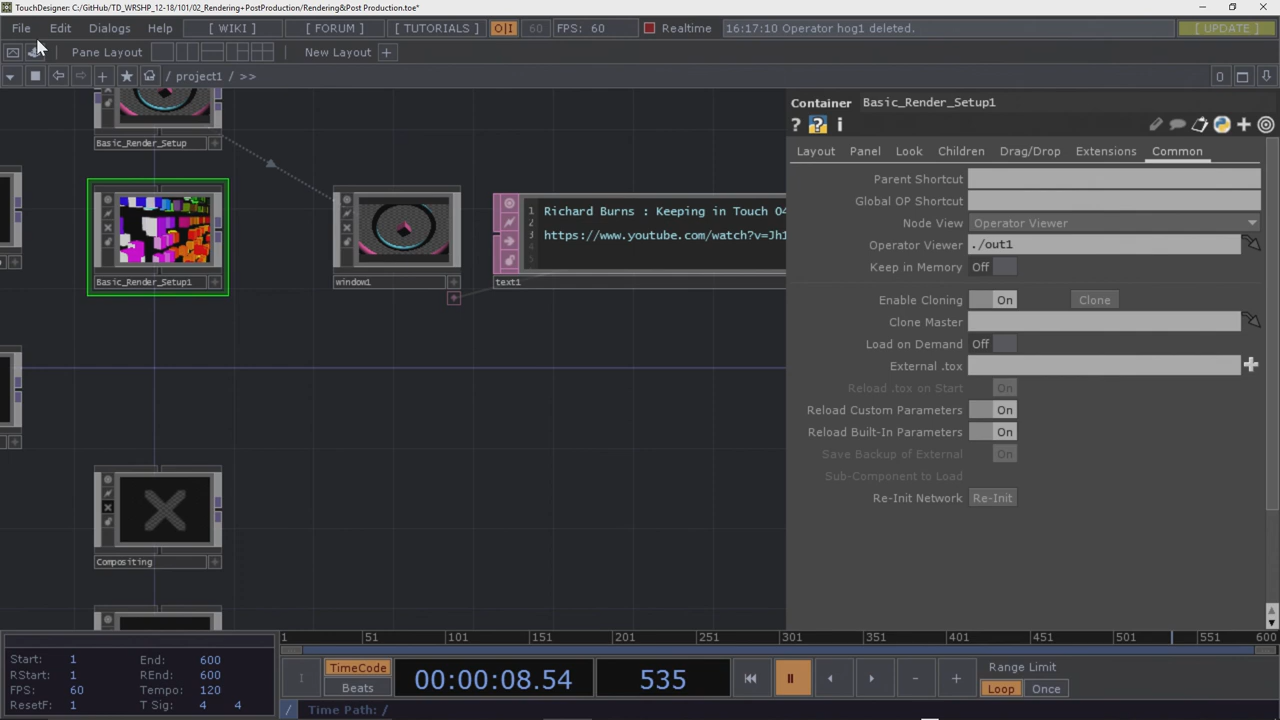 TouchDesigner: C:/GitHub/TD_WRSHP_12-18/101/02_Rendering+PostProduction/Rendering&Post Production.toe*
File Edit Dialogs Help [ WIKI ] [ FORUM ] [ TUTORIALS ] O|I 60 FPS: 60 Realtime 16:17:10 Operator hog1 deleted. [ UPDATE ]
Pane Layout New Layout +
/ project1 / >> 0
Container Basic_Render_Setup1
? ? i
Layout Panel Look Children Drag/Drop Extensions Common
Basic_Render_Setup
Parent Shortcut
Global OP Shortcut
Node View Operator Viewer
Operator Viewer ./out1
Keep in Memory Off
Enable Cloning On Clone
Clone Master
Load on Demand Off
External .tox
Reload .tox on Start On
Reload Custom Parameters On
Reload Built-In Parameters On
Save Backup of External On
Sub-Component to Load
Re-Init Network Re-Init
1 Richard Burns : Keeping in Touch 04
2
3 https://www.youtube.com/watch?v=Jh1
4
Basic_Render_Setup1
window1
text1
Compositing
1 51 101 151 201 251 301 351 401 451 501 551 600
Start: 1 End: 600
RStart: 1 REnd: 600
FPS: 60 Tempo: 120
ResetF: 1 T Sig: 4 4
TimeCode
Beats
00:00:08.54
535
Range Limit
Loop Once
/ Time Path: /